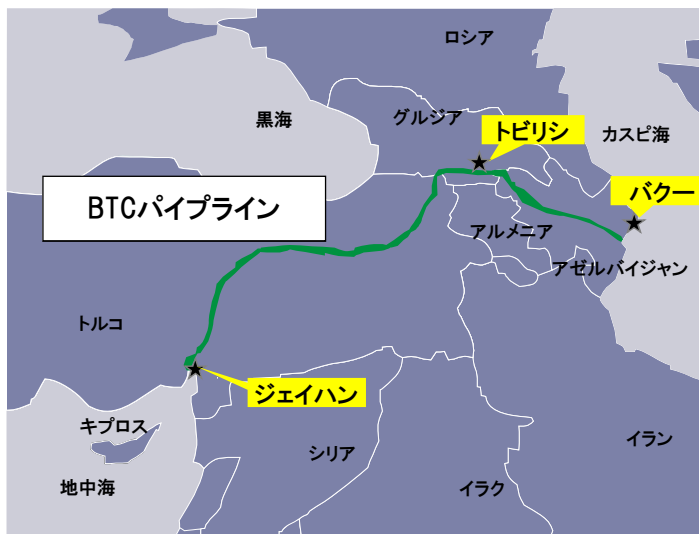 ロシア
黒海
グルジア
トビリシ
カスピ海
BTCパイプライン
バクー
アルメニア
アゼルバイジャン
トルコ
ジェイハン
キプロス
シリア
イラン
地中海
イラク